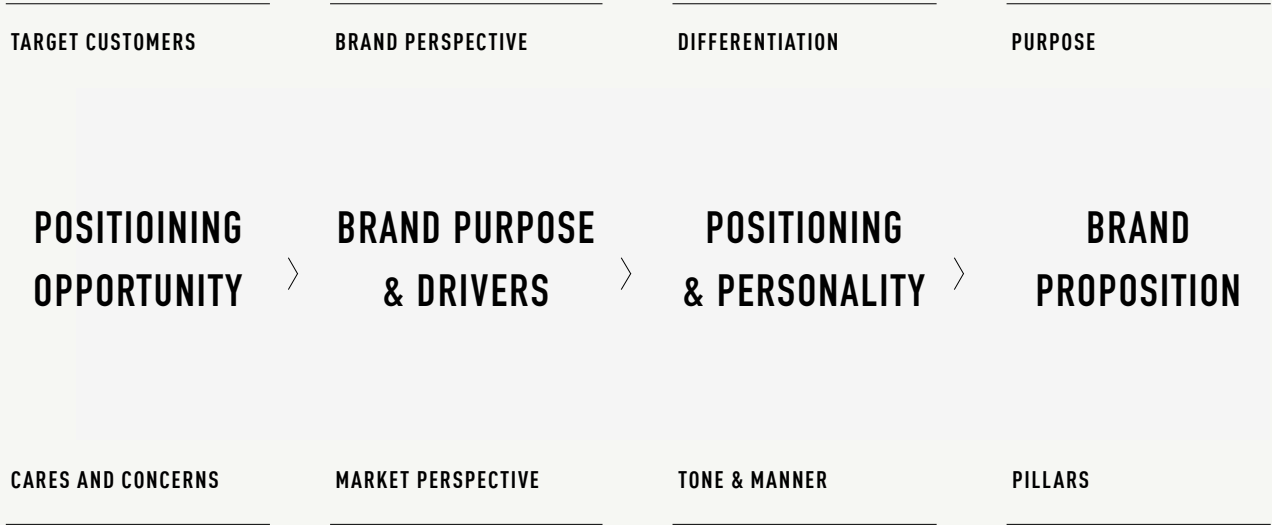 TARGET CUSTOMERS
BRAND PERSPECTIVE
DIFFERENTIATION
PURPOSE
POSITIOINING
OPPORTUNITY
BRAND PURPOSE
& DRIVERS
POSITIONING
& PERSONALITY
BRAND
PROPOSITION
CARES AND CONCERNS
MARKET PERSPECTIVE
TONE & MANNER
PILLARS